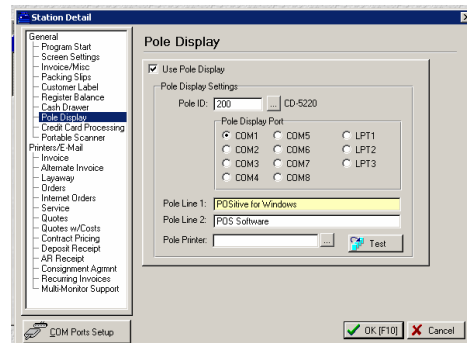 Station Detail
General
Program Start
Screen Settings
Invoice/Misc
Packing Slips
Customer Label
Register Balance
Cash Drawer
Pole Display
Credit Card Processing
Portable Scanner
Printers/E-Mail
Invoice
Alternate Invoice
Layaway
Orders
Internet Orders
Service
Quotes
Quotes w/Costs
Contract Pricing
Deposit Receipt
AR Receipt
Consignment Agrmnt
Recurring Invoices
Multi-Monitor Support
COM Ports Setup
Pole Display
Use Pole Display
Pole Display Settings
Pole ID: 200 ... CD-5220
Pole Display Port
COM1 COM5 LPT1
COM2 COM6 LPT2
COM3 COM7 LPT3
COM4 COM8
Pole Line 1: POSitive for Windows
Pole Line 2: POS Software
Pole Printer: ... Test
OK [F10] Cancel